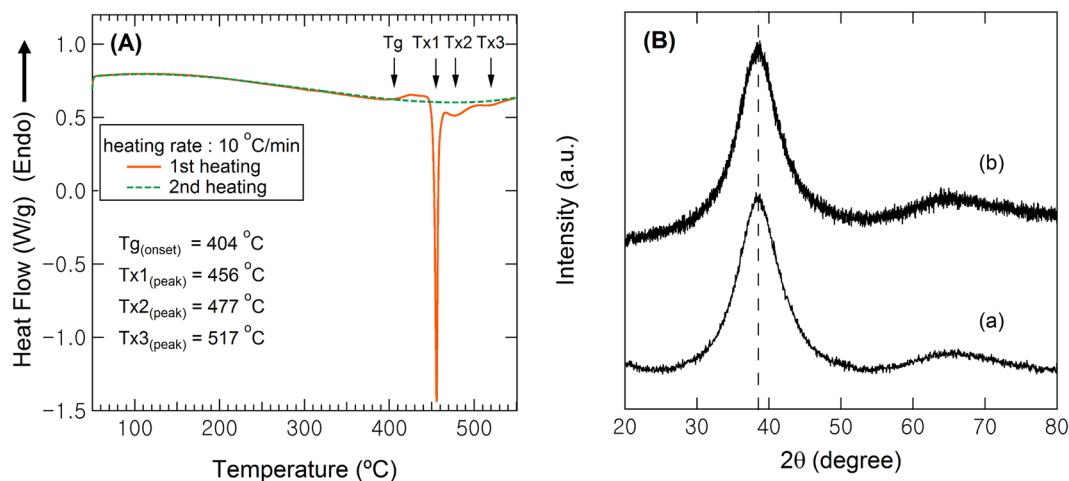 (A)
Tg Tx1 Tx2 Tx3
1.0
0.5
0.0
-0.5
-1.0
-1.5
Heat Flow (W/g) (Endo)
heating rate : 10 °C/min
1st heating
2nd heating
Tg(onset) = 404 °C
Tx1(peak) = 456 °C
Tx2(peak) = 477 °C
Tx3(peak) = 517 °C
100 200 300 400 500
Temperature (ºC)
(B)
Intensity (a.u.)
(b)
(a)
20 30 40 50 60 70 80
2θ (degree)